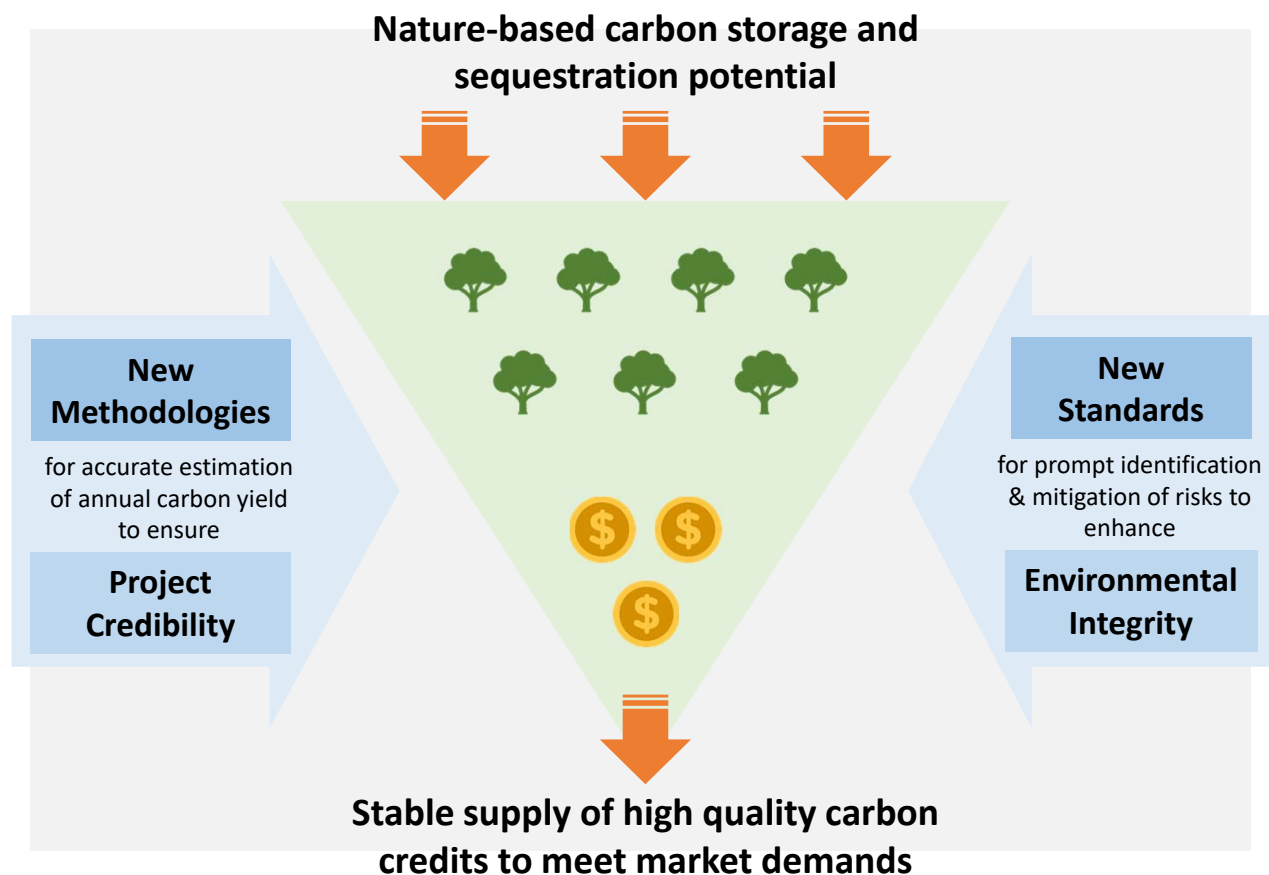 Nature-based carbon storage and
sequestration potential
New
Methodologies
for accurate estimation
of annual carbon yield
to ensure
Project
Credibility
New
Standards
for prompt identification
& mitigation of risks to
enhance
Environmental
Integrity
$ $
$
Stable supply of high quality carbon
credits to meet market demands